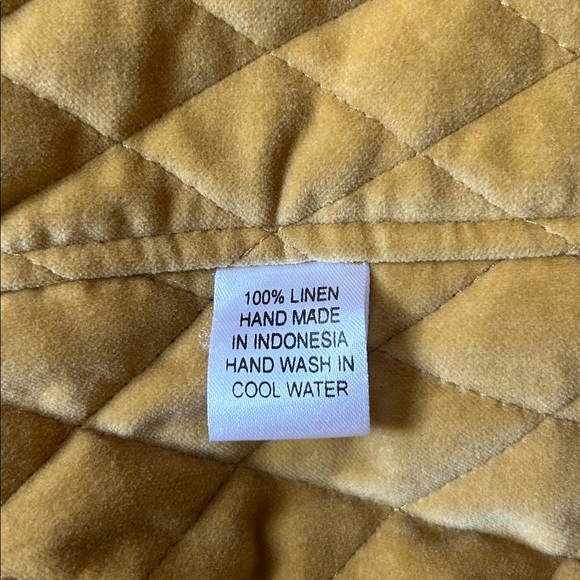 100% LINEN
HAND MADE
IN INDONESIA
HAND WASH IN
COOL WATER